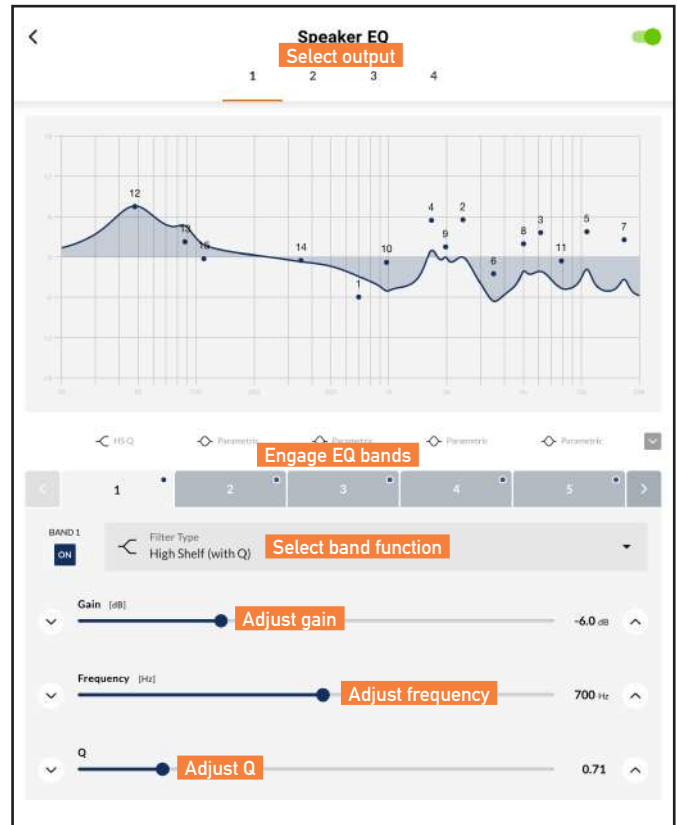 Speaker EQ
Select output
1 2 3 4
12
4 2
13 9 8 3 5 7
15 14 10 11
6
1
HS Q Parametric Parametric Parametric Parametric
Engage EQ bands
1 2 3 4 5
BAND 1
ON
Filter Type
High Shelf (with Q)
Select band function
Gain [dB]
Adjust gain
-6.0 dB
Frequency [Hz]
Adjust frequency
700 Hz
Q
Adjust Q
0.71